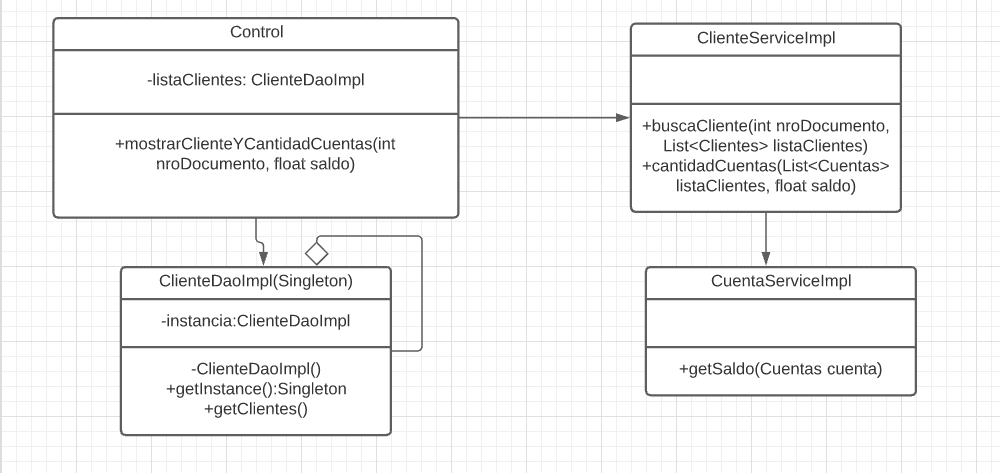 Control
-listaClientes: ClienteDaoImpl
+mostrarClienteYCantidadCuentas(int
nroDocumento, float saldo)
ClienteServiceImpl
+buscaCliente(int nroDocumento,
List<Clientes> listaClientes)
+cantidadCuentas(List<Cuentas>
listaClientes, float saldo)
ClienteDaoImpl(Singleton)
-instancia:ClienteDaoImpl
-ClienteDaoImpl()
+getInstance():Singleton
+getClientes()
CuentaServiceImpl
+getSaldo(Cuentas cuenta)